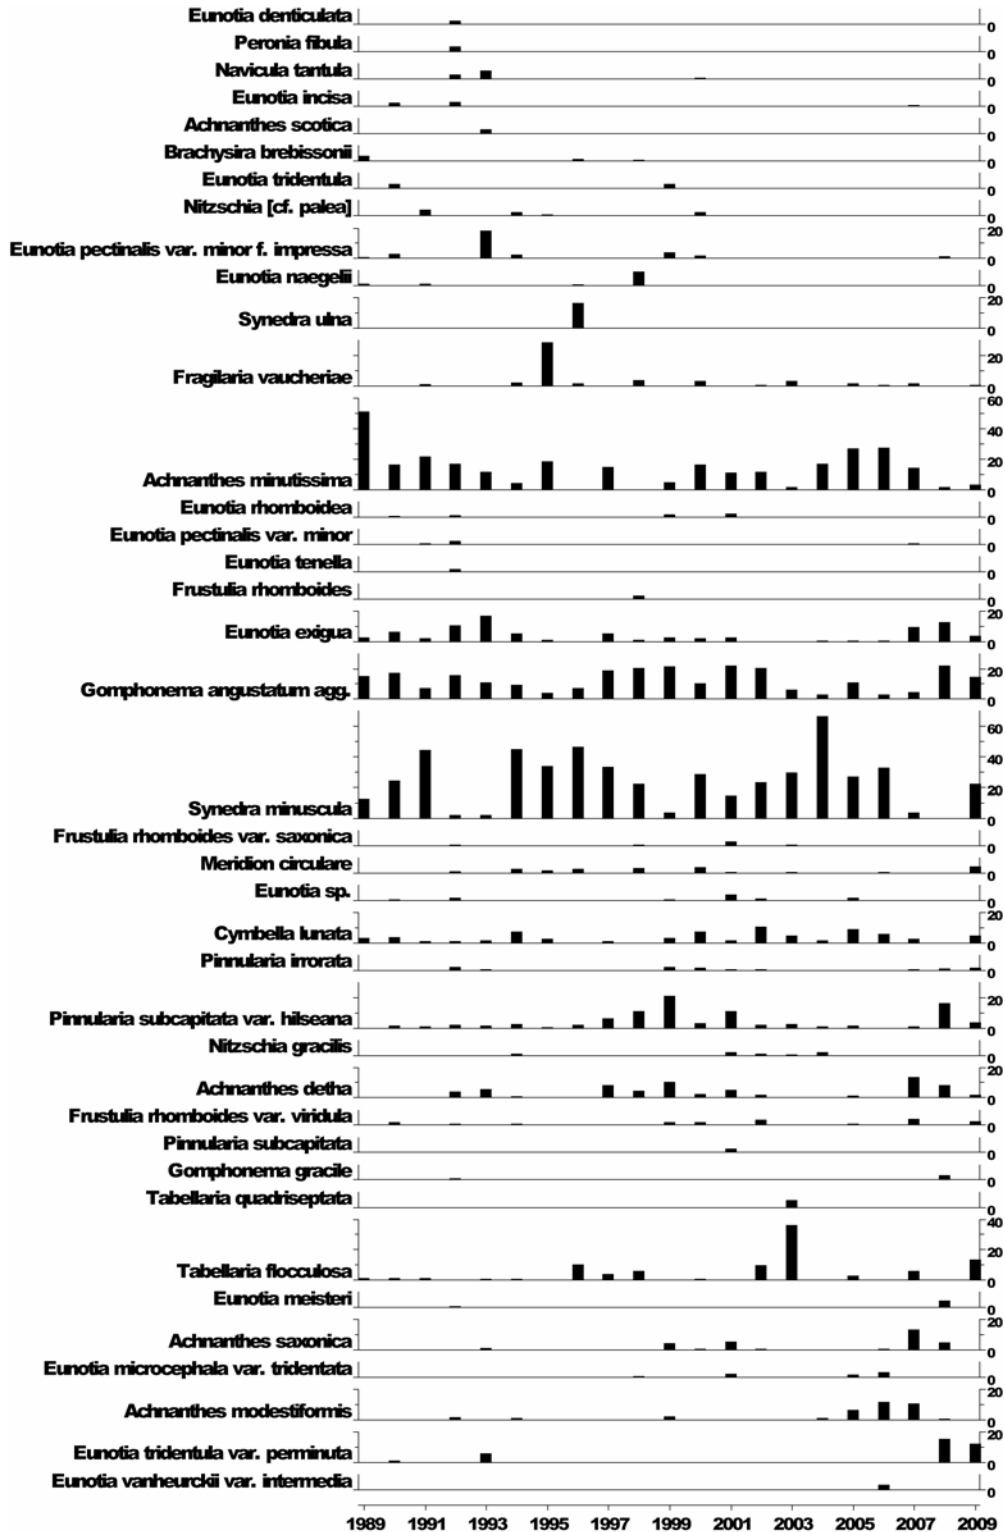 Eunotia denticulata 0
Peronia fibula 0
Navicula tantula 0
Eunotia incisa 0
Achnanthes scotica 0
Brachysira brebissonii 0
Eunotia tridentula 0
Nitzschia [cf. palea] 0
20
Eunotia pectinalis var. minor f. impressa 0
Eunotia naegelii 0
20
Synedra ulna 0
20
Fragilaria vaucheriae 0
60
40
20
Achnanthes minutissima 0
Eunotia rhomboidea 0
Eunotia pectinalis var. minor 0
Eunotia tenella 0
Frustulia rhomboides 0
20
Eunotia exigua 0
20
Gomphonema angustatum agg. 0
60
40
20
Synedra minuscula 0
Frustulia rhomboides var. saxonica 0
Meridion circulare 0
Eunotia sp. 0
20
Cymbella lunata 0
Pinnularia irrorata 0
20
Pinnularia subcapitata var. hilseana 0
Nitzschia gracilis 0
20
Achnanthes detha 0
Frustulia rhomboides var. viridula 0
Pinnularia subcapitata 0
Gomphonema gracile 0
Tabellaria quadriseptata 0
40
20
Tabellaria flocculosa 0
Eunotia meisteri 0
20
Achnanthes saxonica 0
Eunotia microcephala var. tridentata 0
20
Achnanthes modestiformis 0
20
Eunotia tridentula var. perminuta 0
Eunotia vanheurckii var. intermedia 0
1989 1991 1993 1995 1997 1999 2001 2003 2005 2007 2009